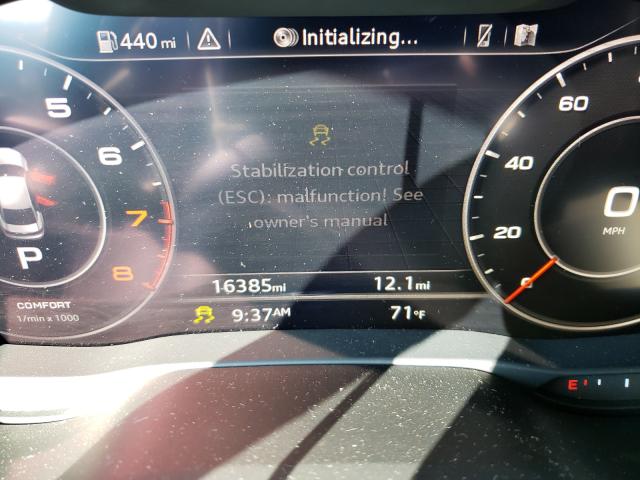 440 mi
Initializing...
5
6
7
8
P
COMFORT
1/min x 1000
Stabilization control
(ESC): malfunction! See
owner's manual
16385mi
12.1mi
9:37AM
71°F
60
40
20
0
0
MPH
E